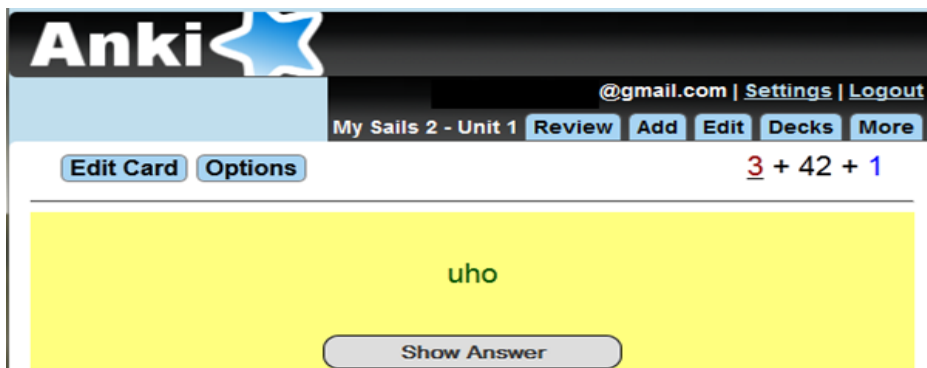 Anki
@gmail.com | Settings | Logout
My Sails 2 - Unit 1 Review Add Edit Decks More
Edit Card Options 3 + 42 + 1
uho
Show Answer